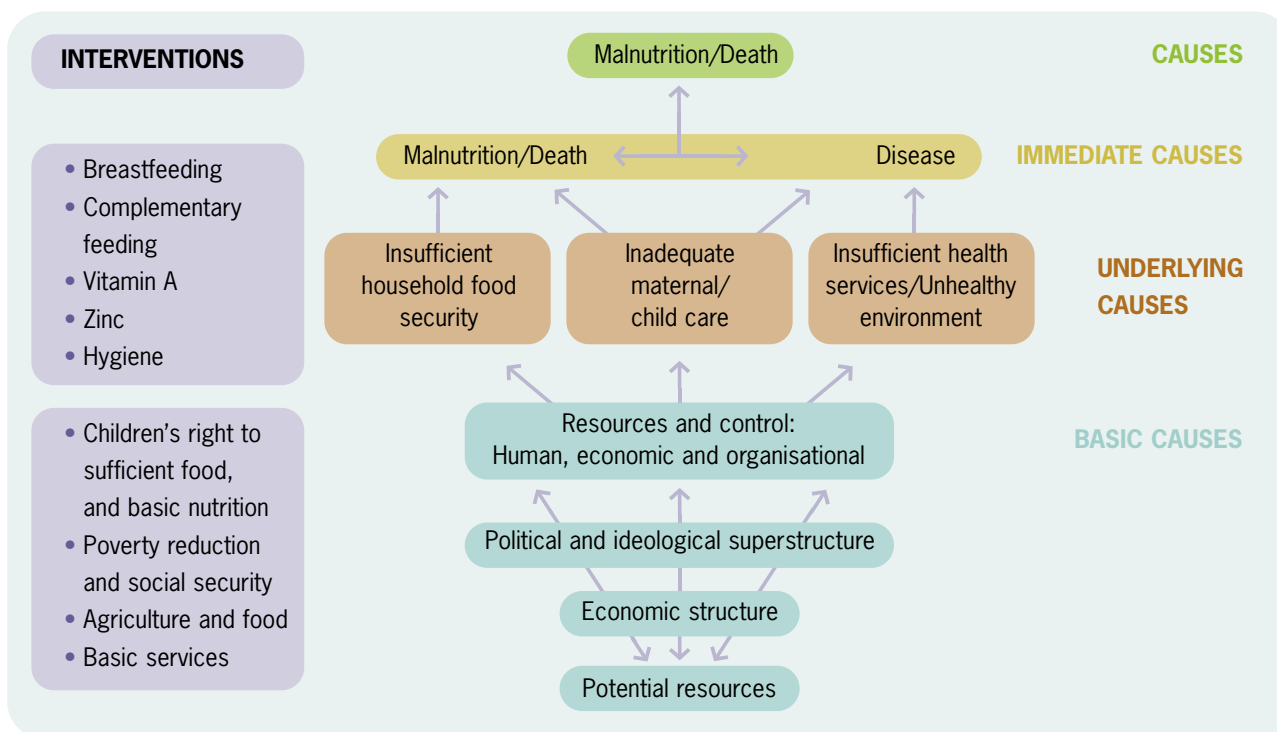 INTERVENTIONS
• Breastfeeding
• Complementary
feeding
• Vitamin A
• Zinc
• Hygiene
• Children's right to
sufficient food,
and basic nutrition
• Poverty reduction
and social security
• Agriculture and food
• Basic services
Malnutrition/Death
CAUSES
Malnutrition/Death
Disease
IMMEDIATE CAUSES
Insufficient
household food
security
Inadequate
maternal/
child care
Insufficient health
services/Unhealthy
environment
UNDERLYING
CAUSES
Resources and control:
Human, economic and organisational
BASIC CAUSES
Political and ideological superstructure
Economic structure
Potential resources